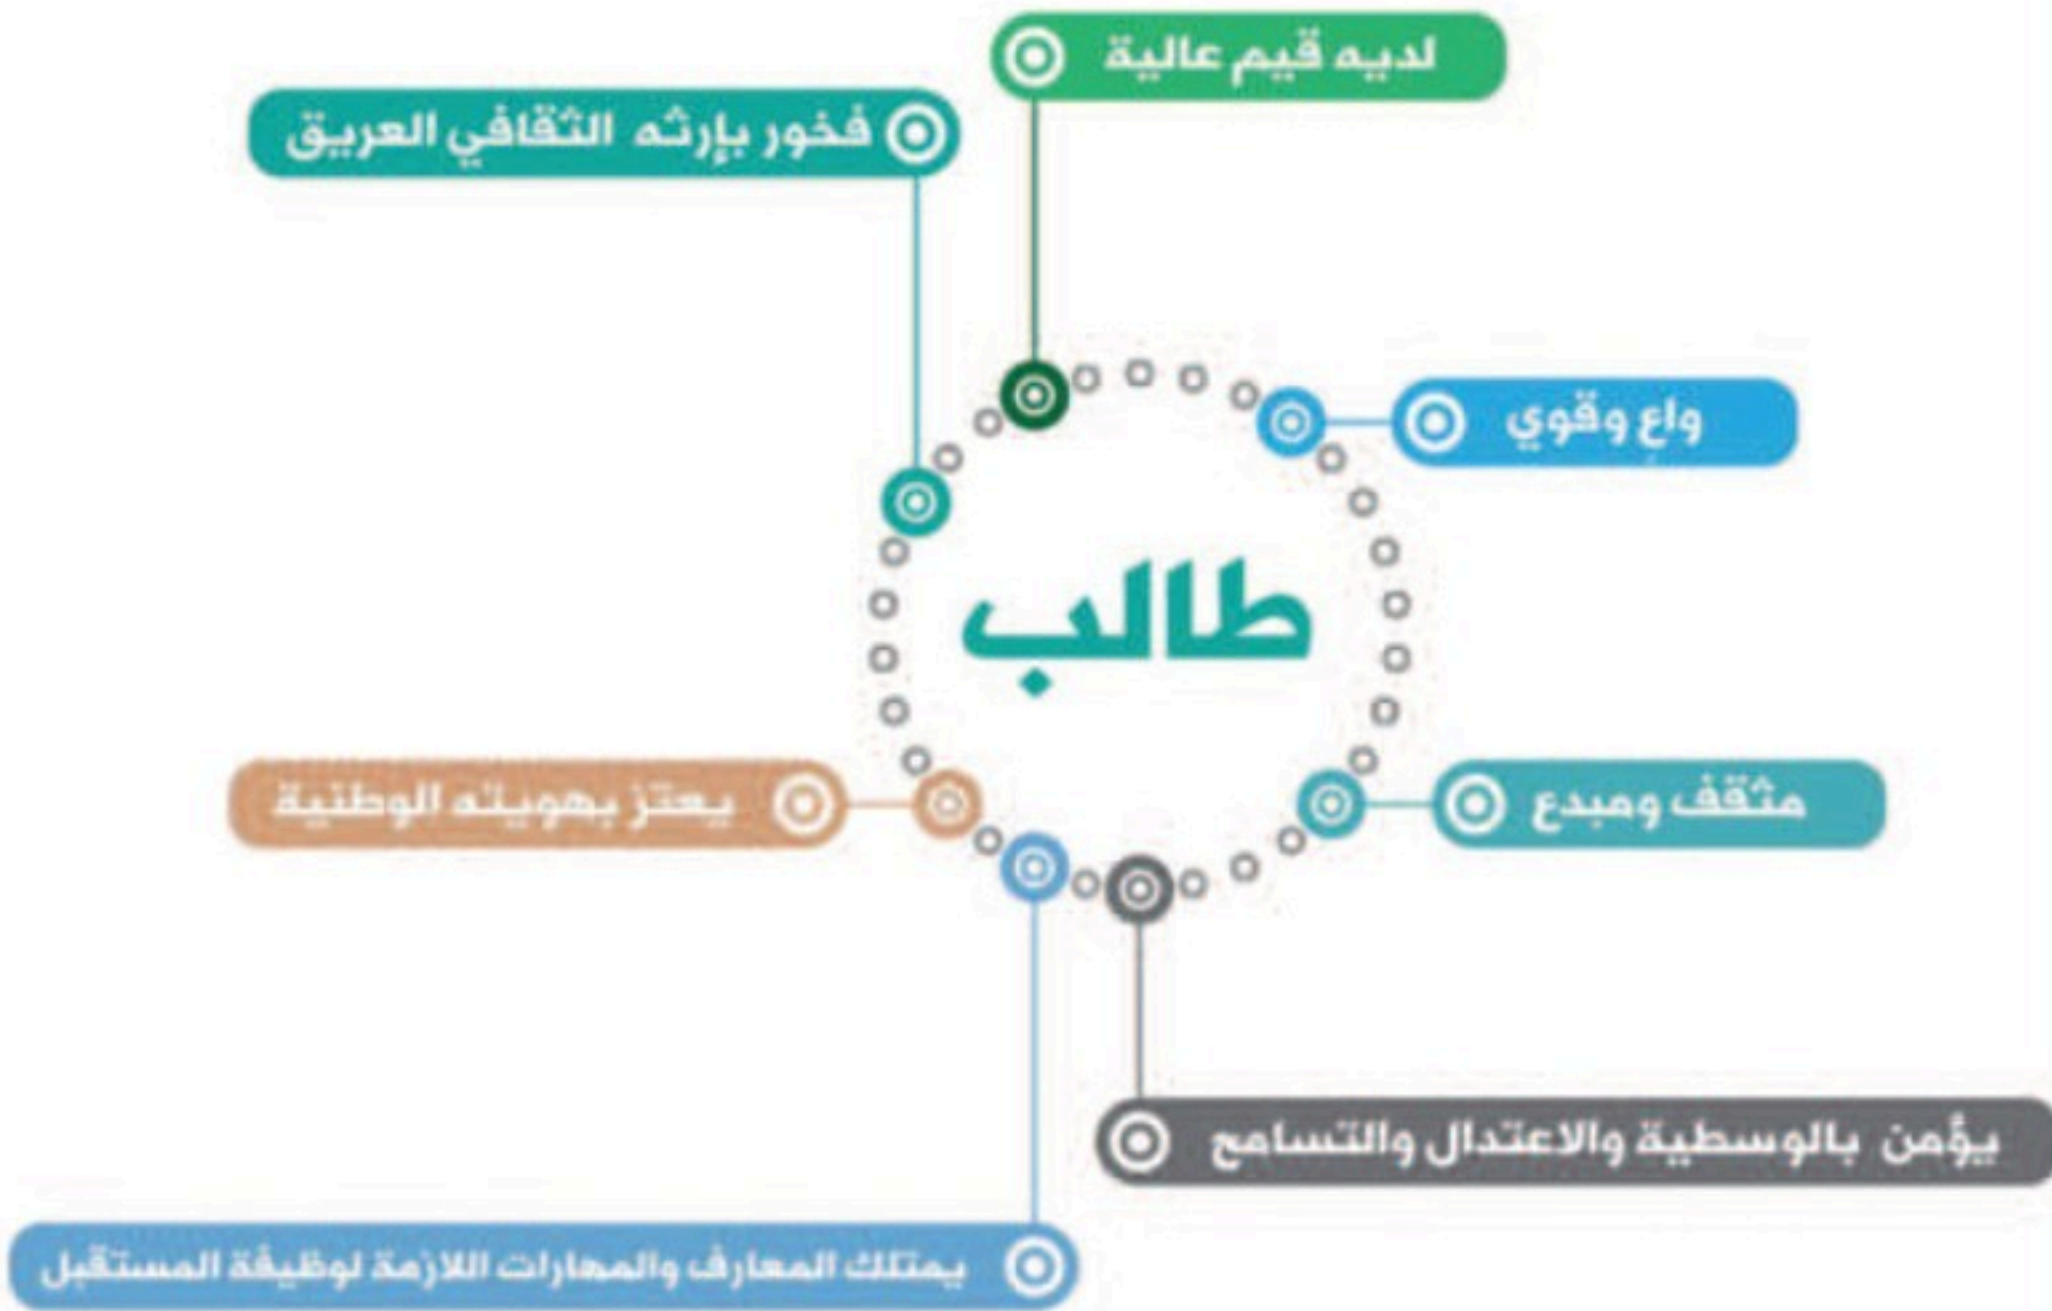 لديه قيم عالية
فخور بإرثه الثقافي العريق
واعٍ وقوي
طالب
مثقف ومبدع
يعتز بهويته الوطنية
يؤمن بالوسطية والاعتدال والتسامح
يمتلك المعارف والمهارات اللازمة لوظيفة المستقبل